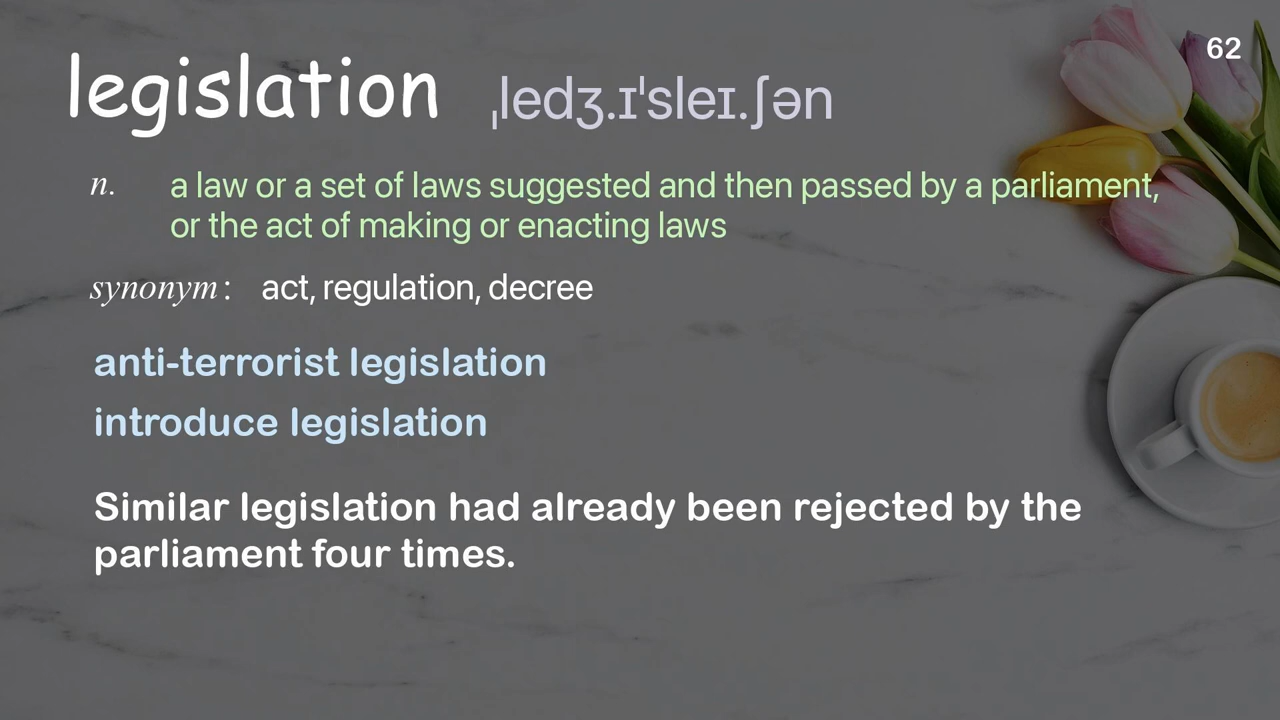 62
legislation ˌledʒ.ɪˈsleɪ.ʃən
n. a law or a set of laws suggested and then passed by a parliament,
or the act of making or enacting laws
synonym : act, regulation, decree
anti-terrorist legislation
introduce legislation
Similar legislation had already been rejected by the
parliament four times.